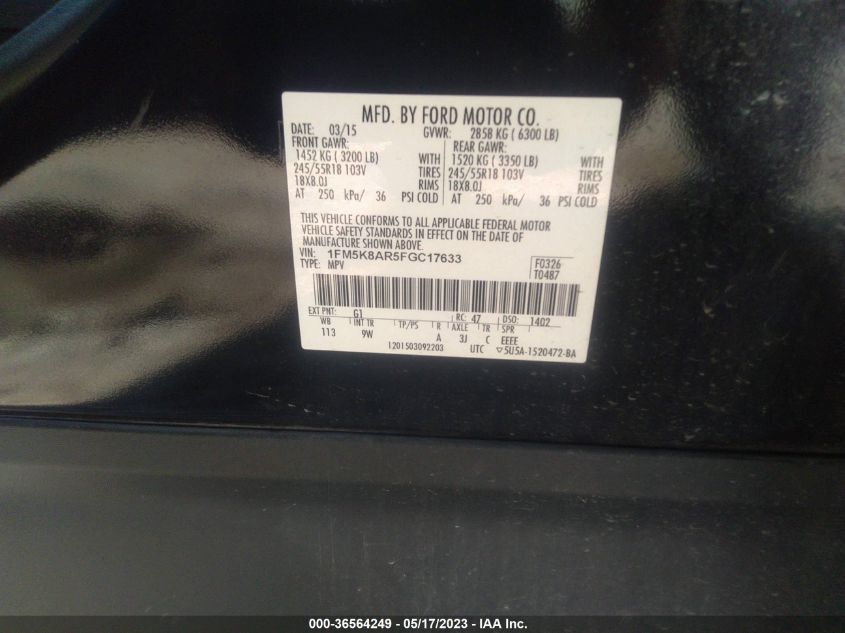 MFD. BY FORD MOTOR CO.
DATE: 03/15 GVWR: 2858 KG ( 6300 LB)
FRONT GAWR: REAR GAWR:
1452 KG ( 3200 LB) WITH 1520 KG ( 3350 LB) WITH
245/55R18 103V TIRES 245/55R18 103V TIRES
18X8.0J RIMS 18X8.0J RIMS
AT 250 kPa/ 36 PSI COLD AT 250 kPa/ 36 PSI COLD
THIS VEHICLE CONFORMS TO ALL APPLICABLE FEDERAL MOTOR
VEHICLE SAFETY STANDARDS IN EFFECT ON THE DATE OF
MANUFACTURE SHOWN ABOVE.
VIN: 1FM5K8AR5FGC17633 F0326
TYPE: MPV T0487
EXT PNT: G1 RC: 47 DSO: 1402
WB INT TR TP/PS R AXLE TR SPR
113 9W A 3J C EEEE
1201503092203 UTC ▽5U5A-1520472-BA
000-36564249 - 05/17/2023 - IAA Inc.